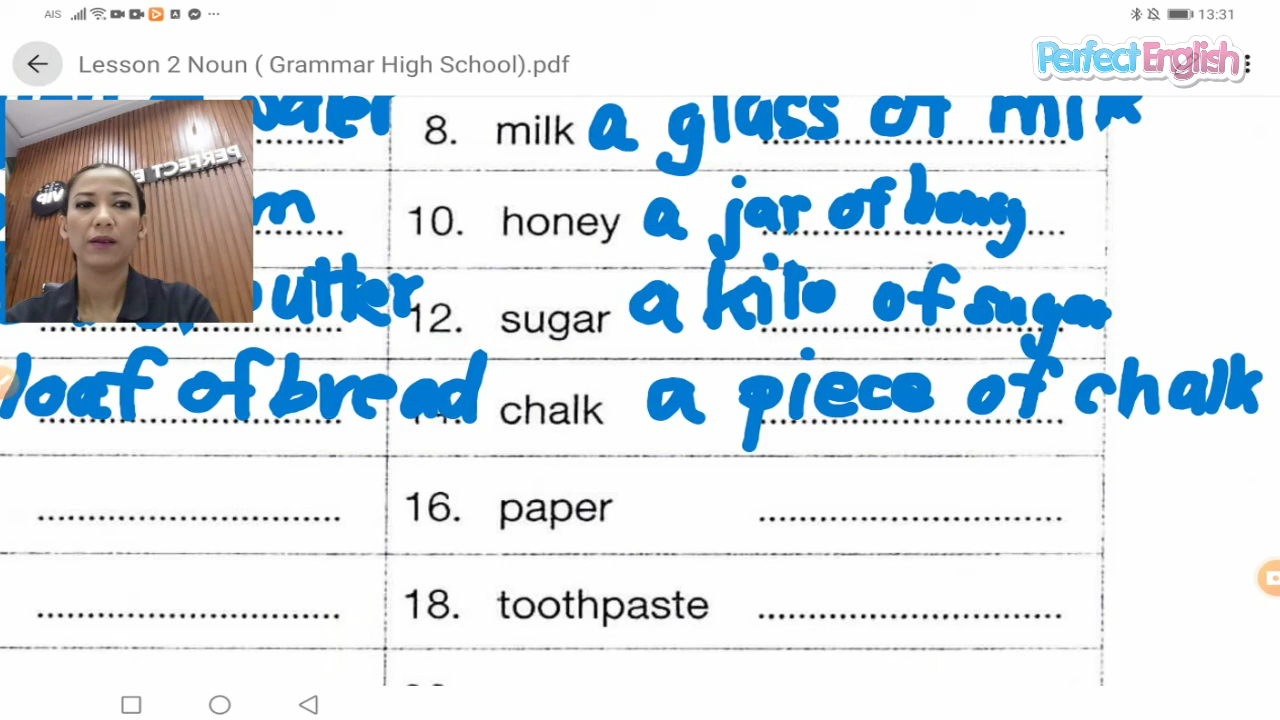 AIS 13:31
Lesson 2 Noun ( Grammar High School).pdf
Perfect English
8. milk a glass of milk
10. honey a jar of honey
utter 12. sugar a kilo of sugar
loaf of bread chalk a piece of chalk
16. paper
18. toothpaste
VIP